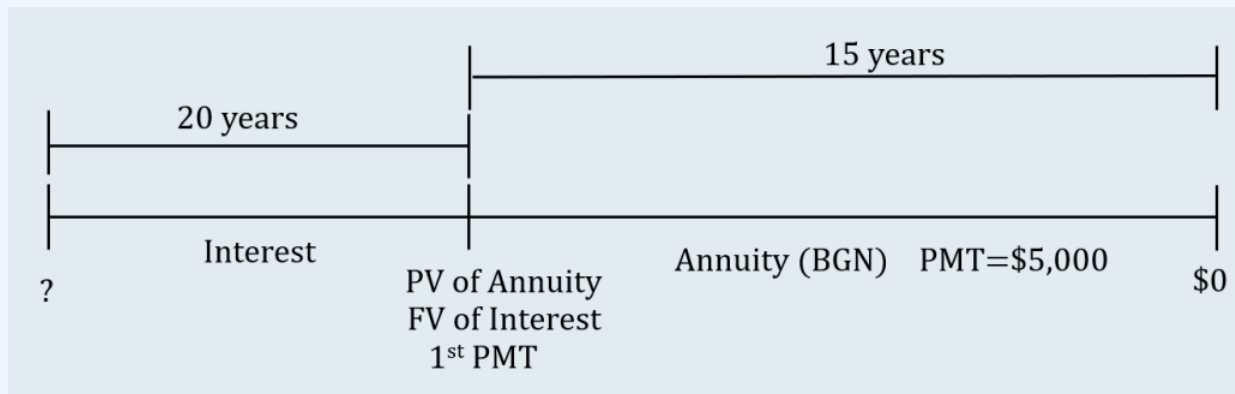 15 years
20 years
Interest
Annuity (BGN) PMT=$5,000
?
PV of Annuity
$0
FV of Interest
1st PMT